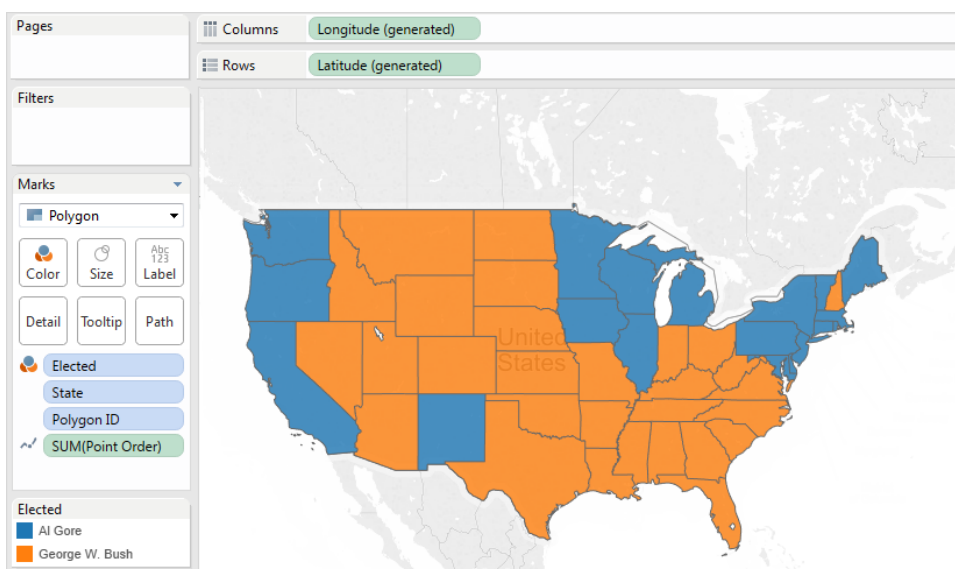 Pages
Columns
Longitude (generated)
Rows
Latitude (generated)
Filters
Marks
Polygon
Color
Size
Abc
123
Label
Detail
Tooltip
Path
Elected
State
Polygon ID
SUM(Point Order)
Elected
Al Gore
George W. Bush
United
States